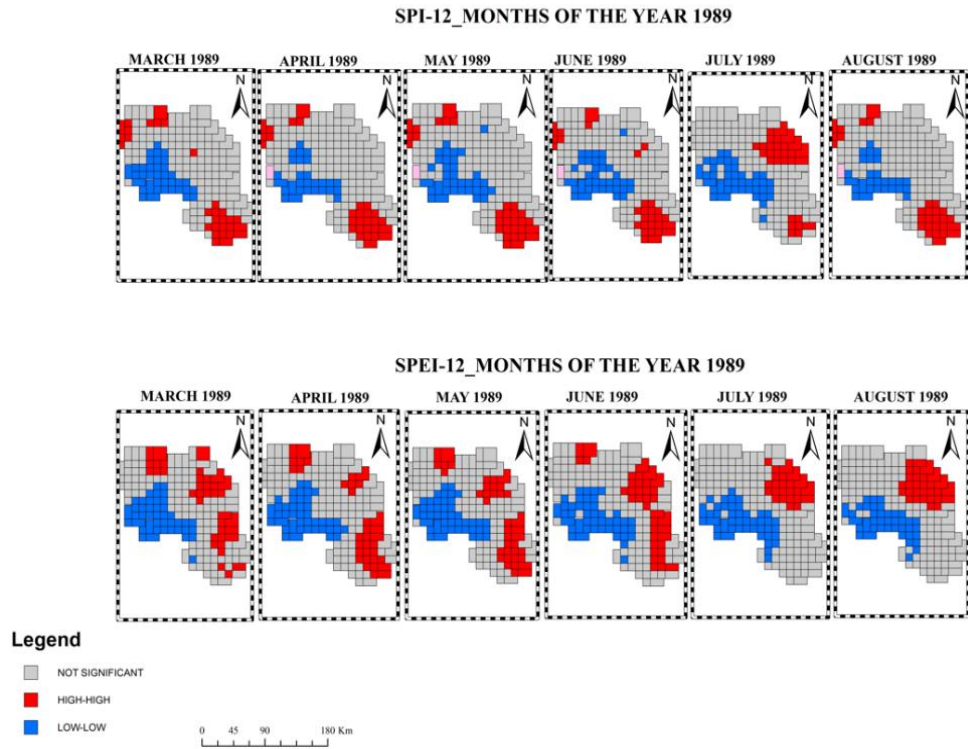 SPI-12_MONTHS OF THE YEAR 1989
MARCH 1989 APRIL 1989 MAY 1989 JUNE 1989 JULY 1989 AUGUST 1989
N N N N N N
SPEI-12_MONTHS OF THE YEAR 1989
MARCH 1989 APRIL 1989 MAY 1989 JUNE 1989 JULY 1989 AUGUST 1989
N N N N N N
Legend
NOT SIGNIFICANT
HIGH-HIGH
LOW-LOW
0 45 90 180 Km